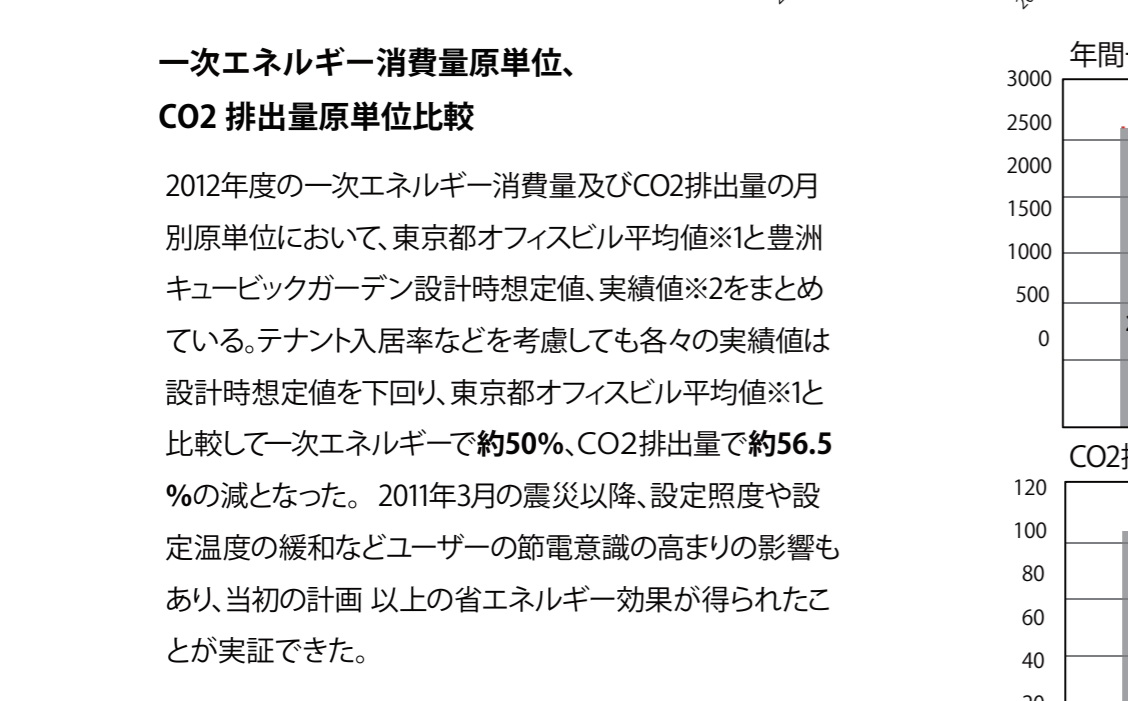 一次エネルギー消費量原単位、
CO2 排出量原単位比較
2012年度の一次エネルギー消費量及びCO2排出量の月
別原単位において、東京都オフィスビル平均値※1と豊洲
キュービックガーデン設計時想定値、実績値※2をまとめ
ている。テナント入居率などを考慮しても各々の実績値は
設計時想定値を下回り、東京都オフィスビル平均値※1と
比較して一次エネルギーで約50%、CO2排出量で約56.5
%の減となった。 2011年3月の震災以降、設定照度や設
定温度の緩和などユーザーの節電意識の高まりの影響も
あり、当初の計画 以上の省エネルギー効果が得られたこ
とが実証できた。
年間
3000
2500
2000
1500
1000
500
0
CO2
120
100
80
60
40